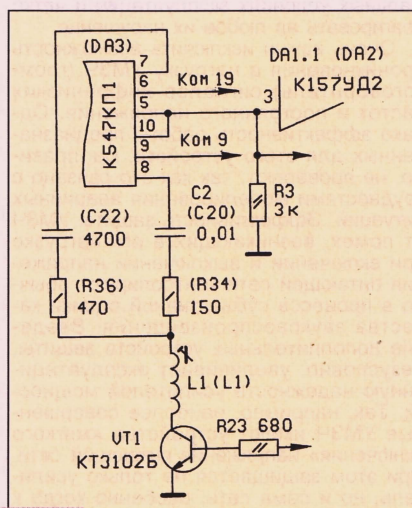 (DA3)
DA1.1 (DA2)
К157УД2
К547КП1
7
6
5
10
9
8
Ком 19
Ком 9
3
R3
3к
(C22)
4700
C2
(C20)
0,01
(R36)
470
(R34)
150
L1(L1)
VT1
КТ3102Б
R23 680